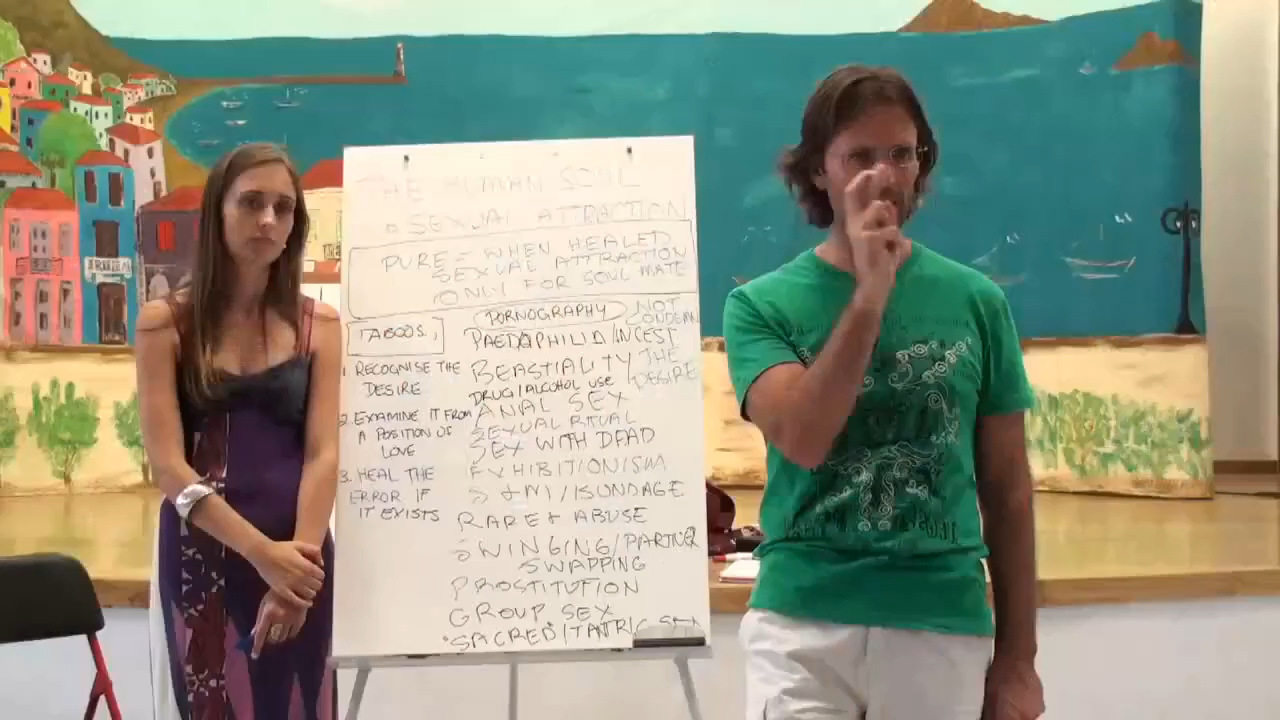 THE HUMAN SOUL
SEXUAL ATTRACTION
PURE = WHEN HEALED
SEXUAL ATTRACTION
ONLY FOR SOUL MATE
TABOOS,
1 RECOGNISE THE
DESIRE
2. EXAMINE IT FROM
A POSITION OF
LOVE
3. HEAL THE
ERROR IF
IT EXISTS
PORNOGRAPHY
PAEDAPHILID/INCEST
BEASTIALITY
DRUG/ALCOHOL USE
ANAL SEX
SEXUAL RITUAL
SEX WITH DEAD
EXHIBITIONISM
S+M/BONDAGE
RAPE + ABUSE
SWINGING/PARTNER
SWAPPING
PROSTITUTION
GROUP SEX
"SACRED"/TANTRIC SEX
NOT
CONDEMN
THE
DESIRE